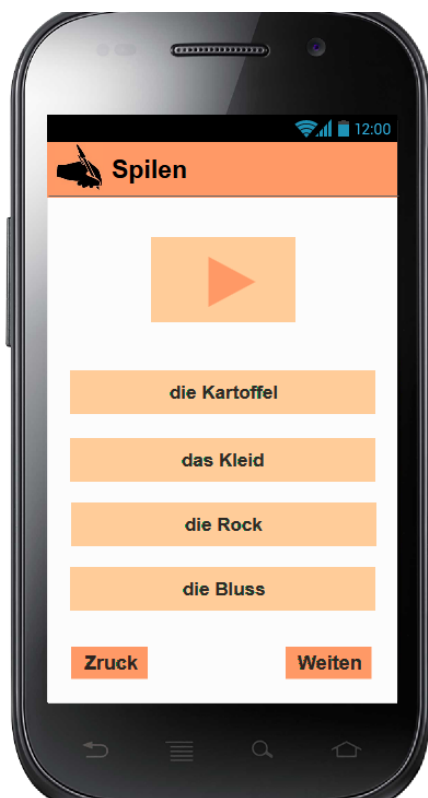 12:00
Spilen
die Kartoffel
das Kleid
die Rock
die Bluss
Zruck
Weiten